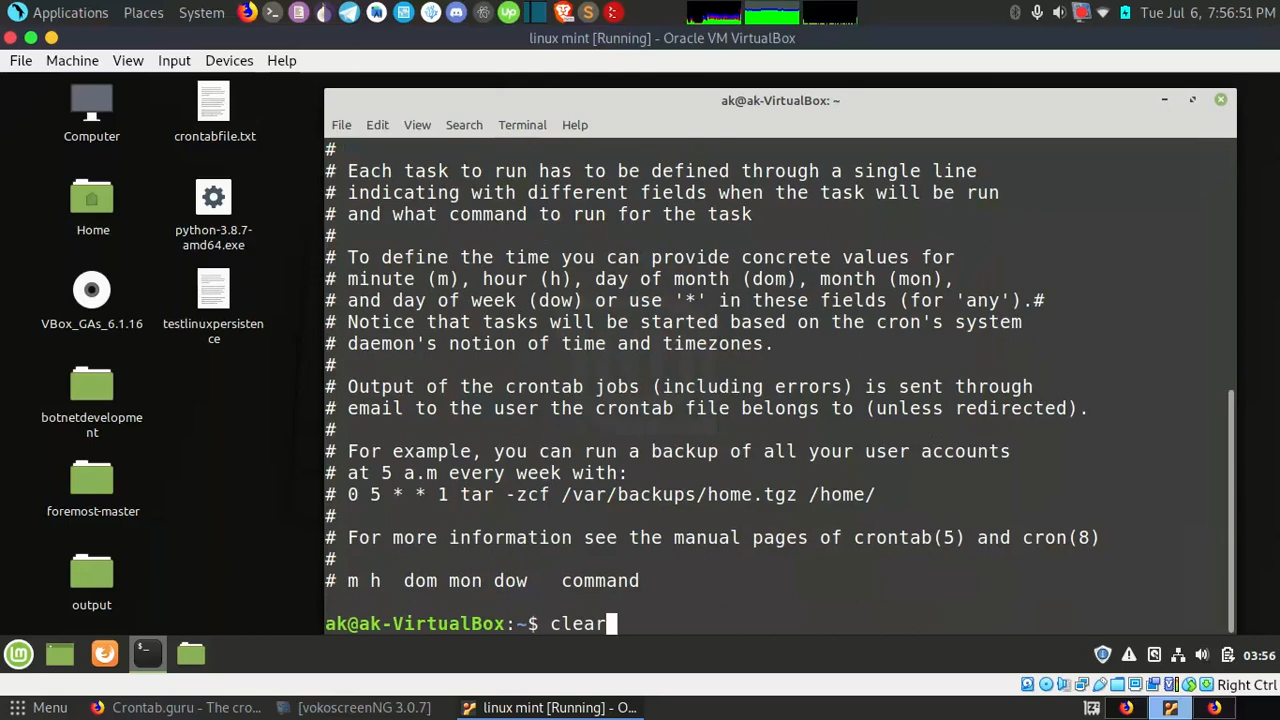 Applications Places System Tue Jul 6, 7:56:51 PM
linux mint [Running] - Oracle VM VirtualBox
File Machine View Input Devices Help
Computer
crontabfile.txt
Home
python-3.8.7-
amd64.exe
VBox_GAs_6.1.16
testlinuxpersisten
ce
botnetdevelopme
nt
foremost-master
output
ak@ak-VirtualBox: ~
File Edit View Search Terminal Help
#
# Each task to run has to be defined through a single line
# indicating with different fields when the task will be run
# and what command to run for the task
#
# To define the time you can provide concrete values for
# minute (m), hour (h), day of month (dom), month (mon),
# and day of week (dow) or use '*' in these fields (for 'any').#
# Notice that tasks will be started based on the cron's system
# daemon's notion of time and timezones.
#
# Output of the crontab jobs (including errors) is sent through
# email to the user the crontab file belongs to (unless redirected).
#
# For example, you can run a backup of all your user accounts
# at 5 a.m every week with:
# 0 5 * * 1 tar -zcf /var/backups/home.tgz /home/
#
# For more information see the manual pages of crontab(5) and cron(8)
#
# m h  dom mon dow   command
ak@ak-VirtualBox:~$ clear
03:56
Right Ctrl
Menu Crontab.guru - The cro... [vokoscreenNG 3.0.7] linux mint [Running] - O...